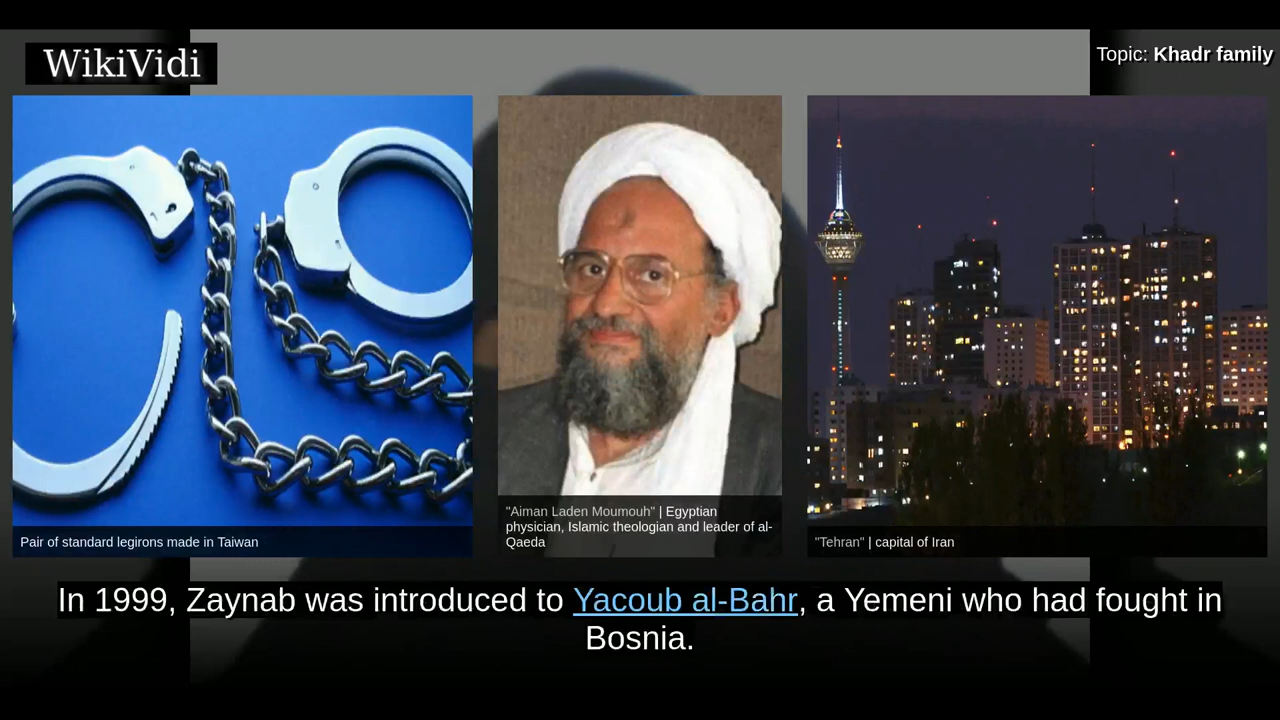 WikiVidi
Topic: Khadr family
Pair of standard legirons made in Taiwan
"Aiman Laden Moumouh" | Egyptian
physician, Islamic theologian and leader of al-
Qaeda
"Tehran" | capital of Iran
In 1999, Zaynab was introduced to Yacoub al-Bahr, a Yemeni who had fought in
Bosnia.